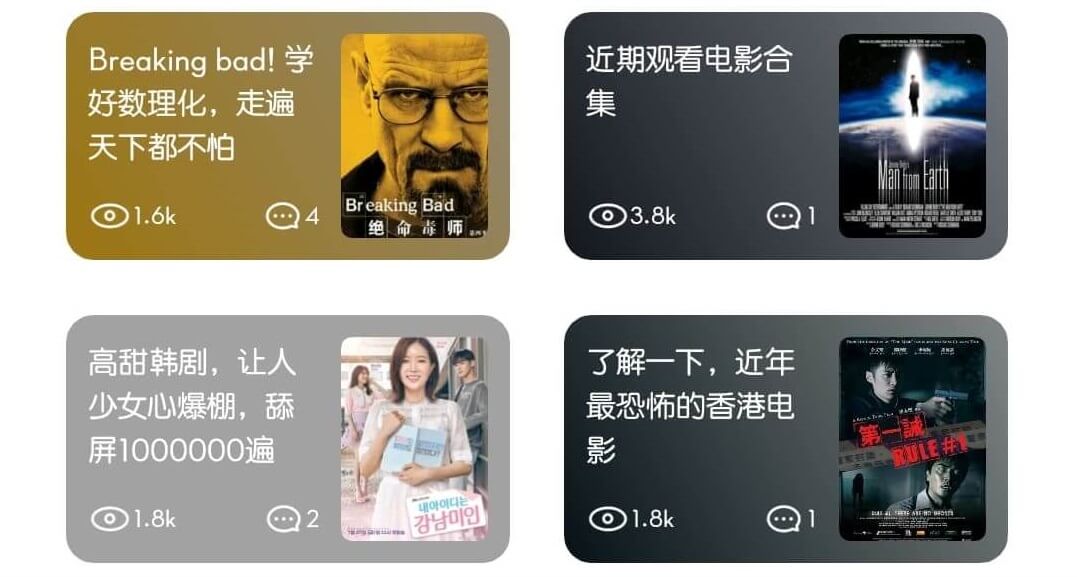 Breaking bad! 学
好数理化，走遍
天下都不怕
1.6k
4
Breaking Bad
绝命毒师
近期观看电影合
集
3.8k
1
Man from Earth
高甜韩剧，让人
少女心爆棚，舔
屏1000000遍
1.8k
2
내 아이디는
강남미인
了解一下，近年
最恐怖的香港电
影
1.8k
1
第一誡
RULE #1